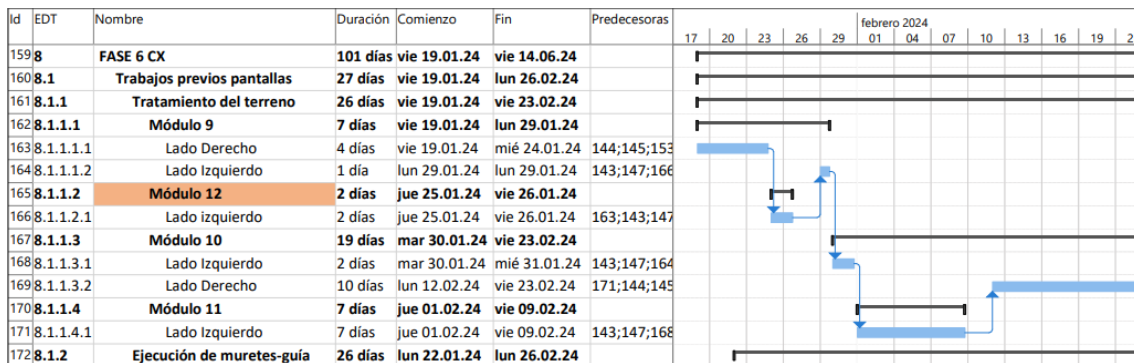 Id EDT Nombre Duración Comienzo Fin Predecesoras febrero 2024
17 20 23 26 29 01 04 07 10 13 16 19 2
159 8 FASE 6 CX 101 días vie 19.01.24 vie 14.06.24
160 8.1 Trabajos previos pantallas 27 días vie 19.01.24 lun 26.02.24
161 8.1.1 Tratamiento del terreno 26 días vie 19.01.24 vie 23.02.24
162 8.1.1.1 Módulo 9 7 días vie 19.01.24 lun 29.01.24
163 8.1.1.1.1 Lado Derecho 4 días vie 19.01.24 mié 24.01.24 144;145;153
164 8.1.1.1.2 Lado Izquierdo 1 día lun 29.01.24 lun 29.01.24 143;147;166
165 8.1.1.2 Módulo 12 2 días jue 25.01.24 vie 26.01.24
166 8.1.1.2.1 Lado izquierdo 2 días jue 25.01.24 vie 26.01.24 163;143;147
167 8.1.1.3 Módulo 10 19 días mar 30.01.24 vie 23.02.24
168 8.1.1.3.1 Lado Izquierdo 2 días mar 30.01.24 mié 31.01.24 143;147;164
169 8.1.1.3.2 Lado Derecho 10 días lun 12.02.24 vie 23.02.24 171;144;145
170 8.1.1.4 Módulo 11 7 días jue 01.02.24 vie 09.02.24
171 8.1.1.4.1 Lado Izquierdo 7 días jue 01.02.24 vie 09.02.24 143;147;168
172 8.1.2 Ejecución de muretes-guía 26 días lun 22.01.24 lun 26.02.24